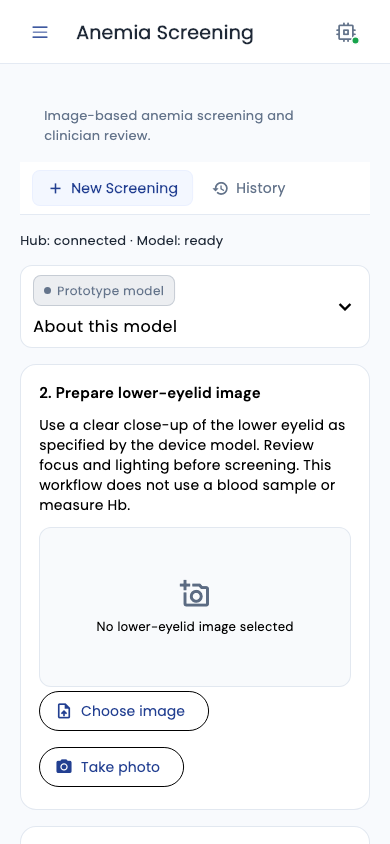 Anemia Screening
Image-based anemia screening and
clinician review.
New Screening
History
Hub: connected · Model: ready
Prototype model
About this model
2. Prepare lower-eyelid image
Use a clear close-up of the lower eyelid as
specified by the device model. Review
focus and lighting before screening. This
workflow does not use a blood sample or
measure Hb.
No lower-eyelid image selected
Choose image
Take photo